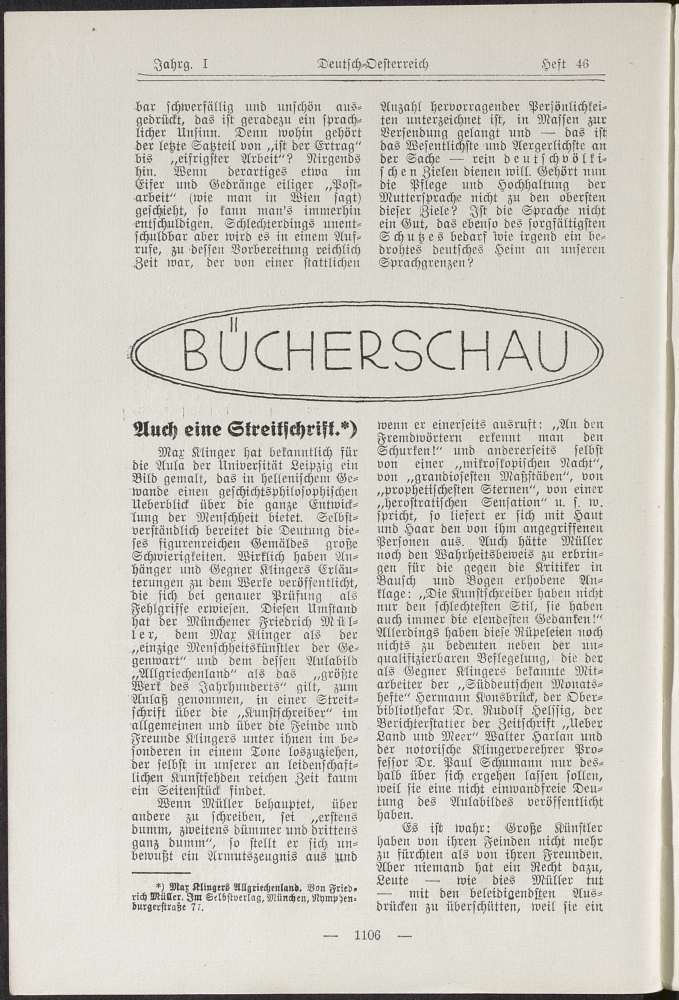 Jahrg. I Deutsch-Oesterreich Heft 46
bar schwerfällig und unschön aus-
gedrückt, das ist geradezu ein sprach-
licher Unsinn. Denn wohin gehört
der letzte Satzteil von „ist der Ertrag“
bis „eifrigster Arbeit“? Nirgends
hin. Wenn derartiges etwa im
Eifer und Gedränge eiliger „Post-
arbeit“ (wie man in Wien sagt)
geschieht, so kann man's immerhin
entschuldigen. Schlechterdings unent-
schuldbar aber wird es in einem Auf-
rufe, zu dessen Vorbereitung reichlich
Zeit war, der von einer stattlichen
Anzahl hervorragender Persönlichkei-
ten unterzeichnet ist, in Massen zur
Versendung gelangt und — das ist
das Wesentlichste und Aergerlichste an
der Sache — rein deutschvölki-
schen Zielen dienen will. Gehört nun
die Pflege und Hochhaltung der
Muttersprache nicht zu den obersten
dieser Ziele? Ist die Sprache nicht
ein Gut, das ebenso des sorgfältigsten
Schutzes bedarf wie irgend ein be-
drohtes deutsches Heim an unseren
Sprachgrenzen?
BÜCHERSCHAU
Auch eine Streitschrift.*)
Max Klinger hat bekanntlich für
die Aula der Universität Leipzig ein
Bild gemalt, das in hellenischem Ge-
wande einen geschichtsphilosophischen
Ueberblick über die ganze Entwick-
lung der Menschheit bietet. Selbst-
verständlich bereitet die Deutung die-
ses figurenreichen Gemäldes große
Schwierigkeiten. Wirklich haben An-
hänger und Gegner Klingers Erläu-
terungen zu dem Werke veröffentlicht,
die sich bei genauer Prüfung als
Fehlgriffe erwiesen. Diesen Umstand
hat der Münchener Friedrich Mül-
ler, dem Max Klinger als der
„einzige Menschheitskünstler der Ge-
genwart“ und dem dessen Aulabild
„Allgriechenland“ als das „größte
Werk des Jahrhunderts“ gilt, zum
Anlaß genommen, in einer Streit-
schrift über die „Kunstschreiber“ im
allgemeinen und über die Feinde und
Freunde Klingers unter ihnen im be-
sonderen in einem Tone loszuziehen,
der selbst in unserer an leidenschaft-
lichen Kunstfehden reichen Zeit kaum
ein Seitenstück findet.
Wenn Müller behauptet, über
andere zu schreiben, sei „erstens
dumm, zweitens dümmer und drittens
ganz dumm“, so stellt er sich un-
bewußt ein Armutszeugnis aus und
*) Max Klingers Allgriechenland. Von Fried-
rich Müller. Im Selbstverlag, München, Nymphen-
burgerstraße
wenn er einerseits ausruft: „An den
Fremdwörtern erkennt man den
Schurken!“ und andererseits selbst
von einer „mikroskopischen Nacht“,
von „grandiosesten Maßstäben“, von
„prophetischesten Sternen“, von einer
„herostratischen Sensation“ u. s. w.
spricht, so liefert er sich mit Haut
und Haar den von ihm angegriffenen
Personen aus. Auch hätte Müller
noch den Wahrheitsbeweis zu erbrin-
gen für die gegen die Kritiker in
Bausch und Bogen erhobene An-
klage: „Die Kunstschreiber haben nicht
nur den schlechtesten Stil, sie haben
auch immer die elendesten Gedanken!“
Allerdings haben diese Rüpeleien noch
nichts zu bedeuten neben der un-
qualifizierbaren Beflegelung, die der
als Gegner Klingers bekannte Mit-
arbeiter der „Süddeutschen Monats-
hefte“ Hermann Konsbrück, der Ober-
bibliothekar Dr. Rudolf Helssig, der
Berichterstatter der Zeitschrift „Ueber
Land und Meer“ Walter Harlan und
der notorische Klingerverehrer Pro-
fessor Dr. Paul Schumann nur des-
halb über sich ergehen lassen sollen,
weil sie eine nicht einwandfreie Deu-
tung des Aulabildes veröffentlicht
haben.
Es ist wahr: Große Künstler
haben von ihren Feinden nicht mehr
zu fürchten als von ihren Freunden.
Aber niemand hat ein Recht dazu,
Leute — wie dies Müller tut
— mit den beleidigendsten Aus-
drücken zu überschütten, weil sie ein
— 1106 —